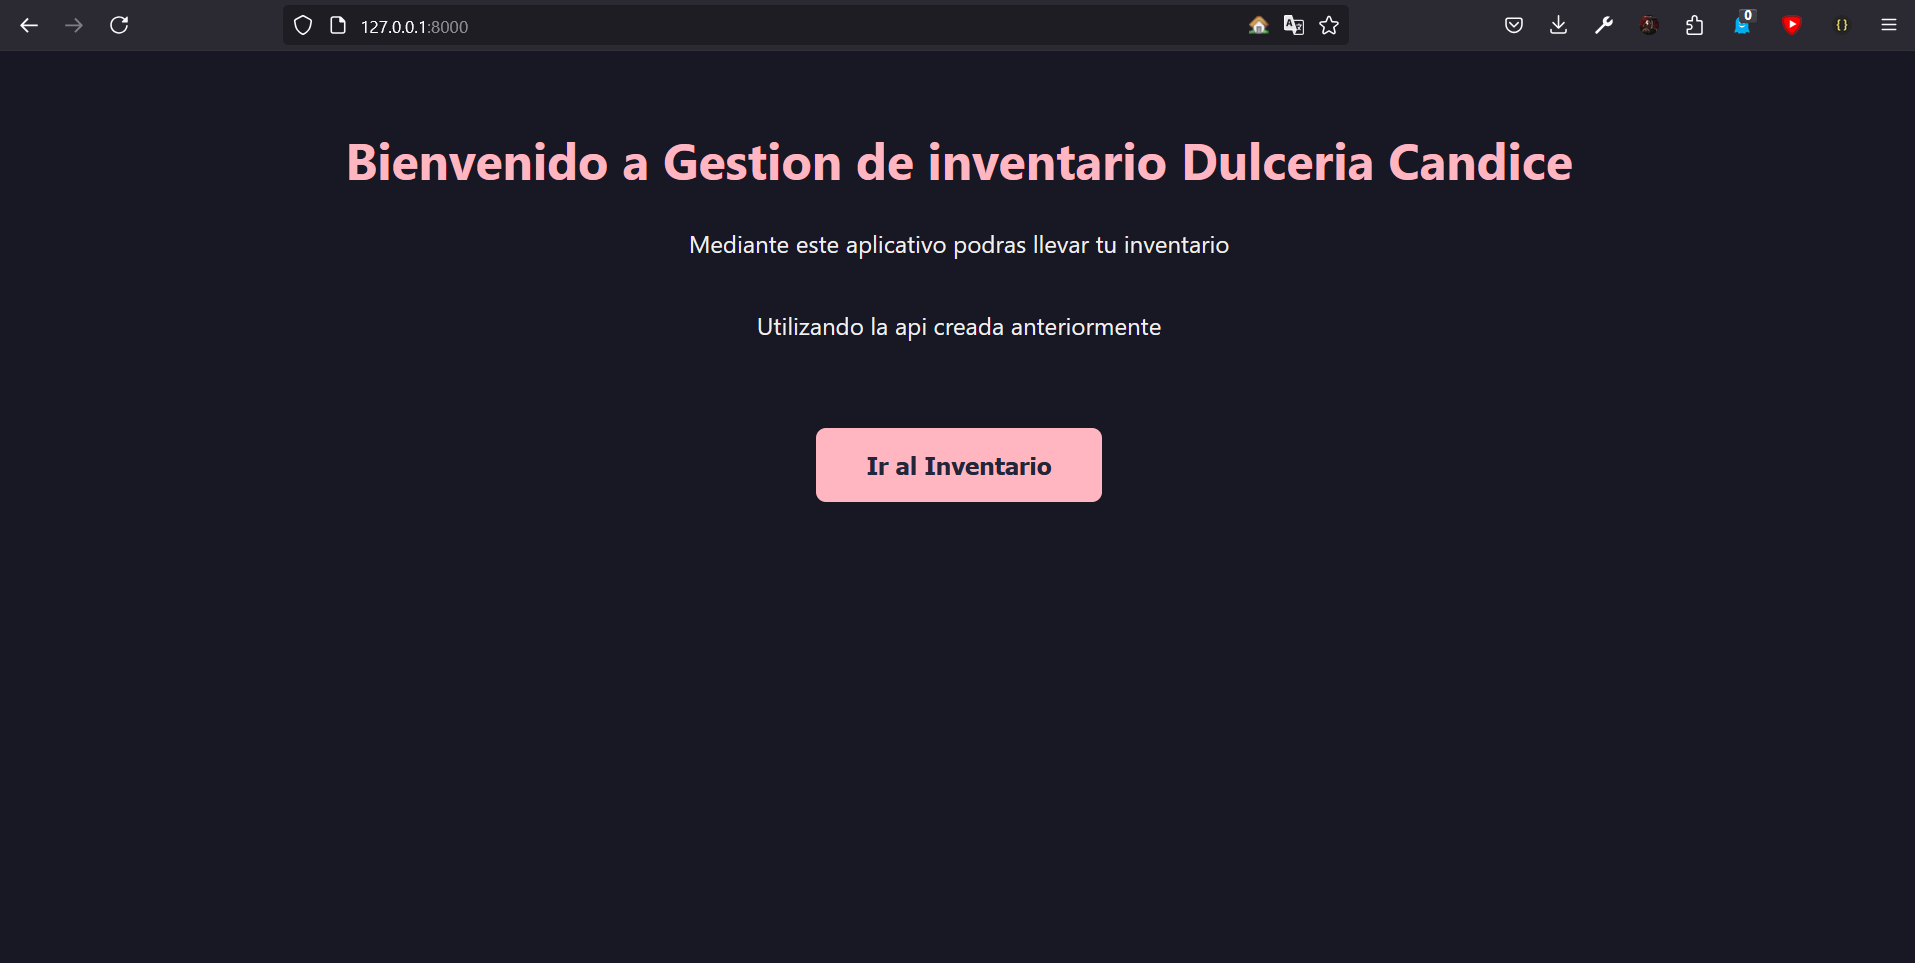 127.0.0.1:8000
0
Bienvenido a Gestion de inventario Dulceria Candice
Mediante este aplicativo podras llevar tu inventario
Utilizando la api creada anteriormente
Ir al Inventario